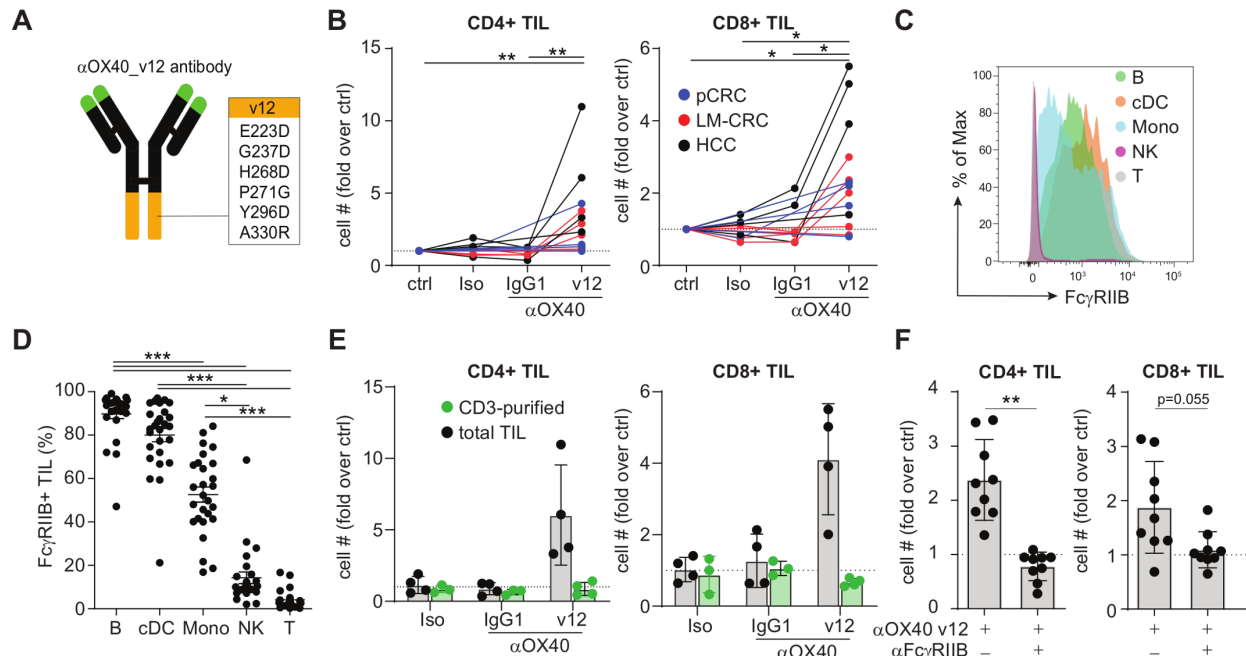 A
αOX40_v12 antibody
v12
E223D
G237D
H268D
P271G
Y296D
A330R
B
CD4+ TIL
cell # (fold over ctrl)
15
10
5
0
**
**
ctrl
Iso
IgG1
v12
αOX40
CD8+ TIL
cell # (fold over ctrl)
6
4
2
0
*
*
*
pCRC
LM-CRC
HCC
ctrl
Iso
IgG1
v12
αOX40
C
% of Max
100
80
60
40
20
0
B
cDC
Mono
NK
T
0
10³
10⁴
10⁵
FcγRIIB
D
FcγRIIB+ TIL (%)
100
80
60
40
20
0
***
***
*
***
B
cDC
Mono
NK
T
E
CD4+ TIL
cell # (fold over ctrl)
15
10
5
0
CD3-purified
total TIL
Iso
IgG1
v12
αOX40
CD8+ TIL
cell # (fold over ctrl)
6
4
2
0
Iso
IgG1
v12
αOX40
F
CD4+ TIL
cell # (fold over ctrl)
4
3
2
1
0
**
CD8+ TIL
4
3
2
1
0
p=0.055
αOX40 v12 + + + +
αFcγRIIB – + – +